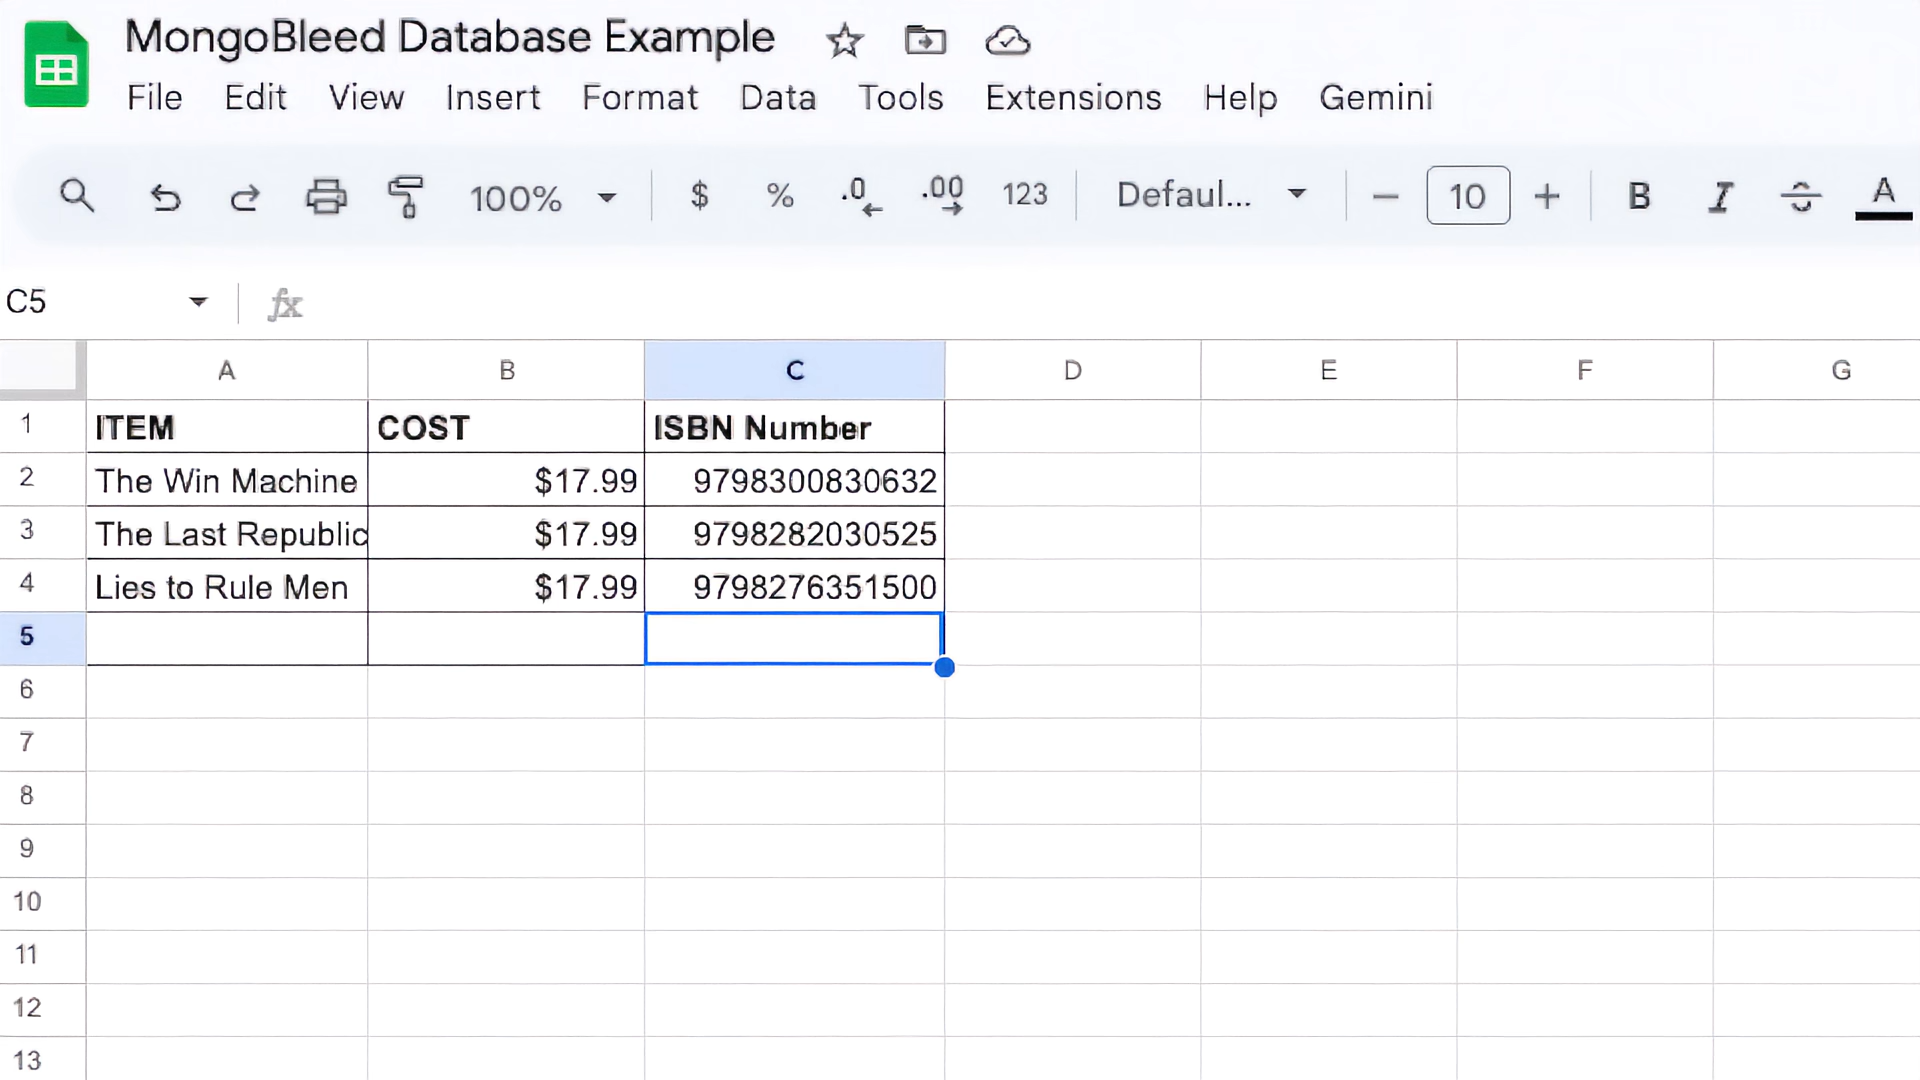 MongoBleed Database Example
File Edit View Insert Format Data Tools Extensions Help Gemini
100% $ % .0 .00 123 Defaul... 10 B I A
C5 fx
A B C D E F G
1 ITEM COST ISBN Number
2 The Win Machine $17.99 9798300830632
3 The Last Republic $17.99 9798282030525
4 Lies to Rule Men $17.99 9798276351500
5
6
7
8
9
10
11
12
13